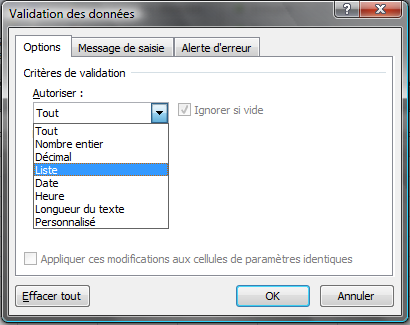 Validation des données
Options
Message de saisie
Alerte d'erreur
Critères de validation
Autoriser :
Tout
Ignorer si vide
Tout
Nombre entier
Décimal
Liste
Date
Heure
Longueur du texte
Personnalisé
Appliquer ces modifications aux cellules de paramètres identiques
Effacer tout
OK
Annuler